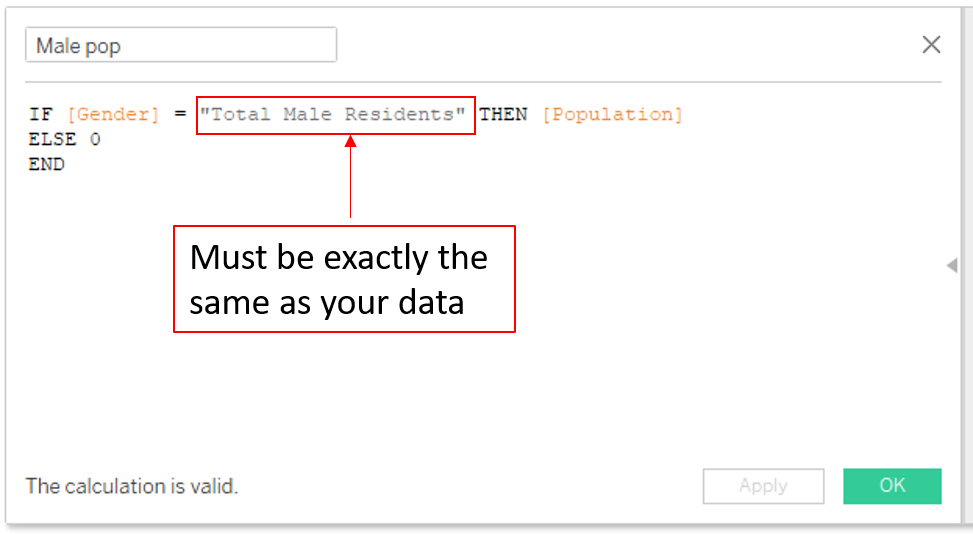 Male pop
IF [Gender] = "Total Male Residents" THEN [Population]
ELSE 0
END
Must be exactly the
same as your data
The calculation is valid.
Apply
OK